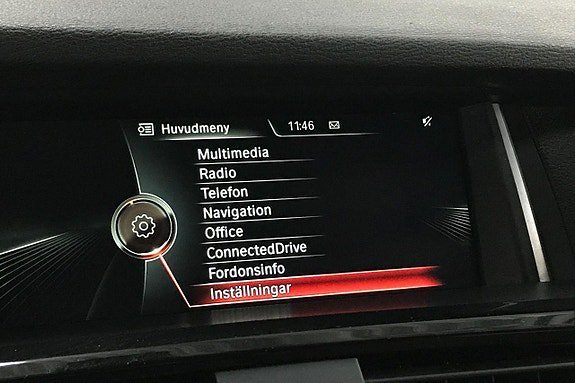 Huvudmeny 11:46
Multimedia
Radio
Telefon
Navigation
Office
ConnectedDrive
Fordonsinfo
Inställningar